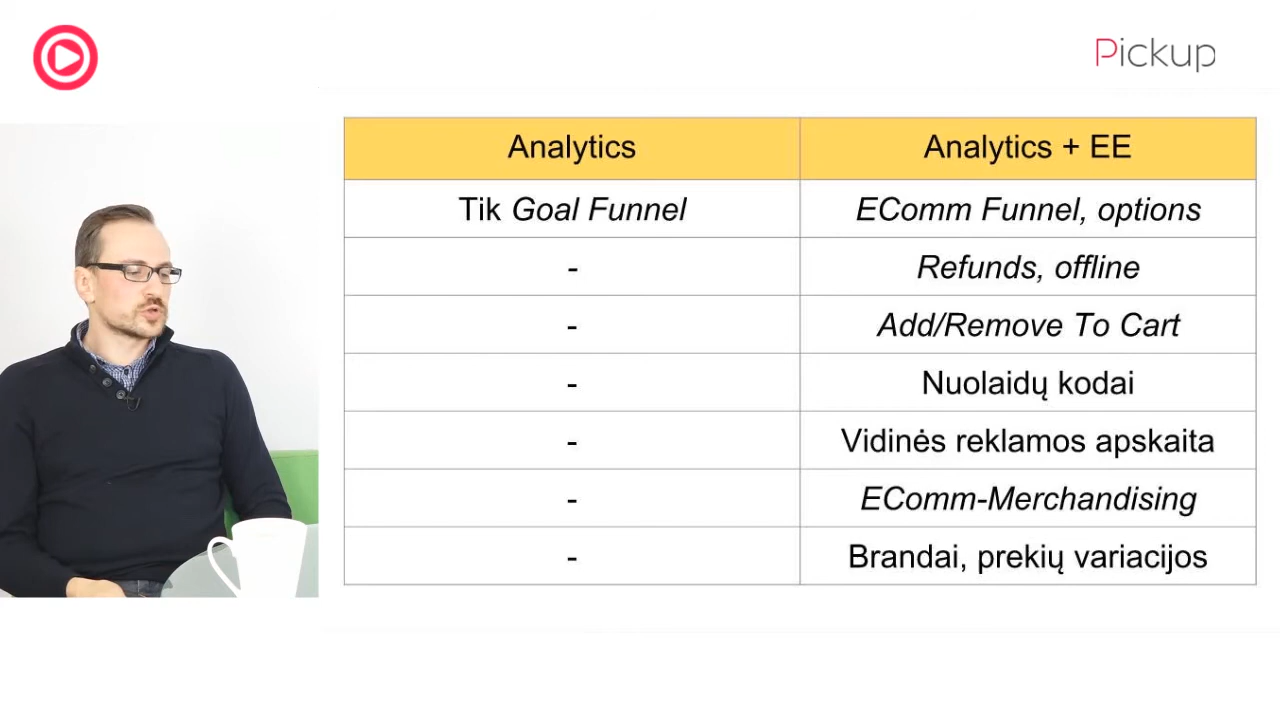 Pickup
Analytics Analytics + EE
Tik Goal Funnel EComm Funnel, options
- Refunds, offline
- Add/Remove To Cart
- Nuolaidų kodai
- Vidinės reklamos apskaita
- EComm-Merchandising
- Brandai, prekių variacijos